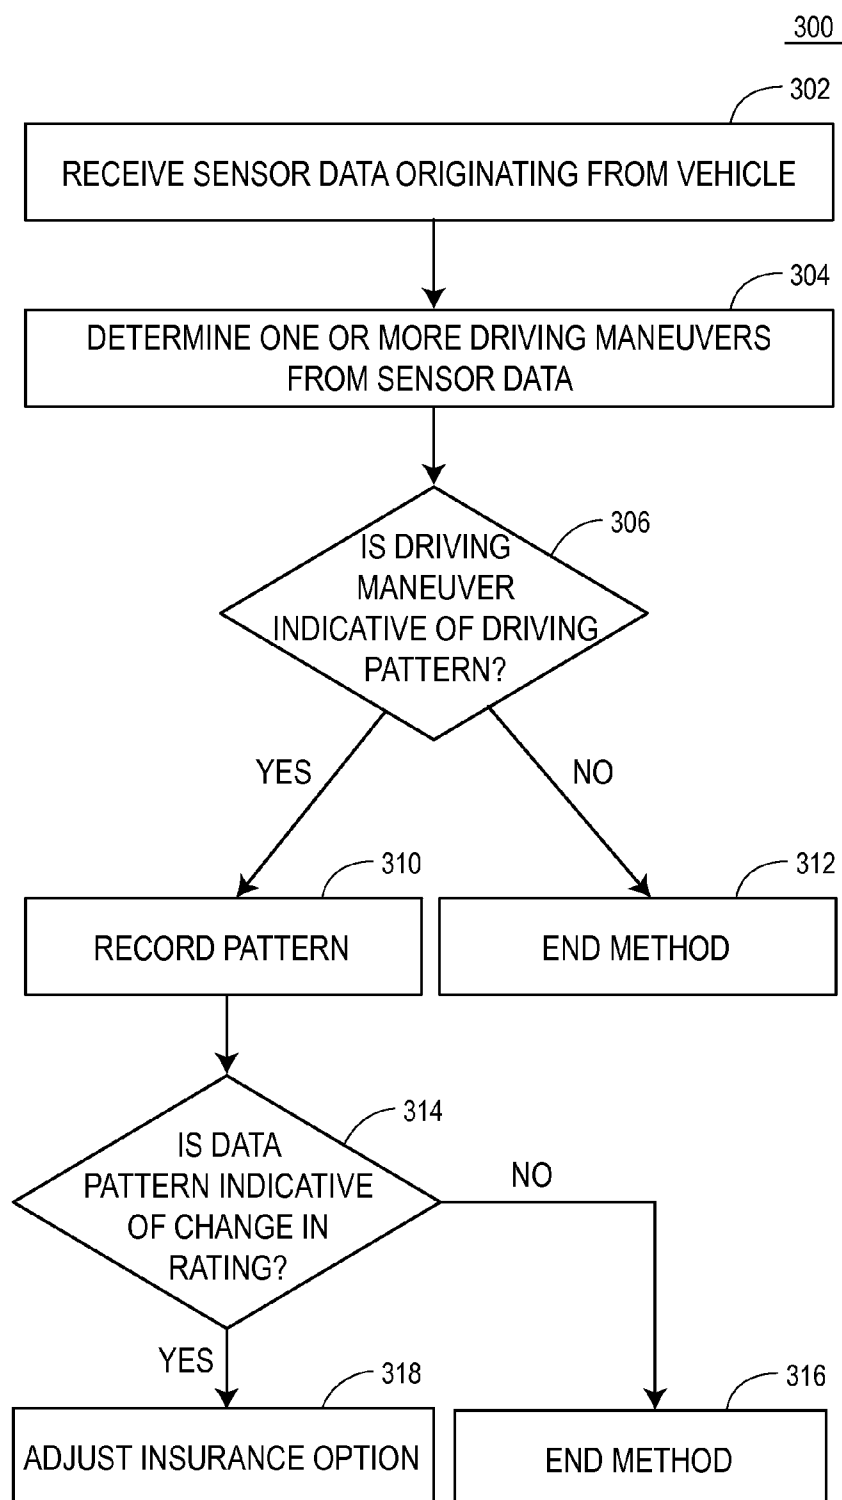 300
302
RECEIVE SENSOR DATA ORIGINATING FROM VEHICLE
304
DETERMINE ONE OR MORE DRIVING MANEUVERS
FROM SENSOR DATA
306
IS DRIVING
MANEUVER
INDICATIVE OF DRIVING
PATTERN?
YES
NO
310
312
RECORD PATTERN
END METHOD
314
IS DATA
PATTERN INDICATIVE
OF CHANGE IN
RATING?
NO
YES
318
316
ADJUST INSURANCE OPTION
END METHOD